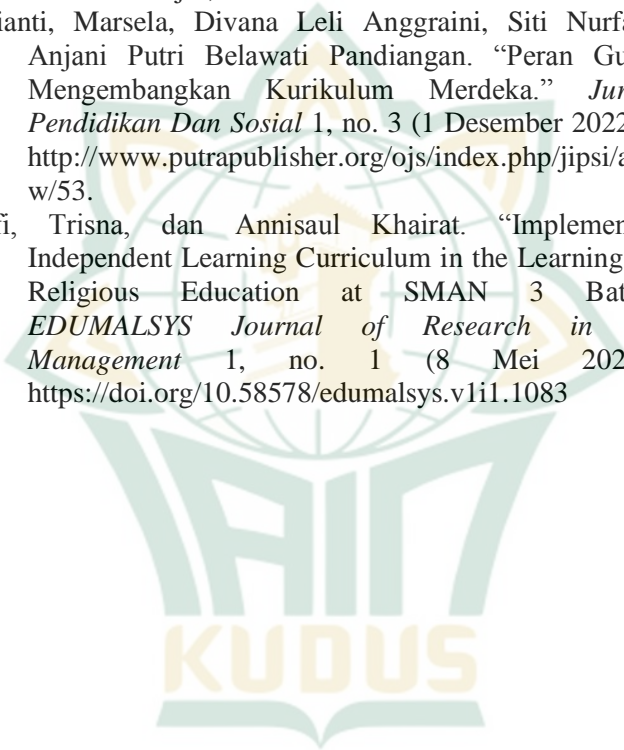 ianti, Marsela, Divana Leli Anggraini, Siti Nurfa
Anjani Putri Belawati Pandiangan. “Peran Gu
Mengembangkan Kurikulum Merdeka.” Jur
Pendidikan Dan Sosial 1, no. 3 (1 Desember 2022
http://www.putrapublisher.org/ojs/index.php/jipsi/a
w/53.
fi, Trisna, dan Annisaul Khairat. “Implemen
Independent Learning Curriculum in the Learning
Religious Education at SMAN 3 Bat
EDUMALSYS Journal of Research in
Management 1, no. 1 (8 Mei 202
https://doi.org/10.58578/edumalsys.v1i1.1083
IAIN
KUDUS